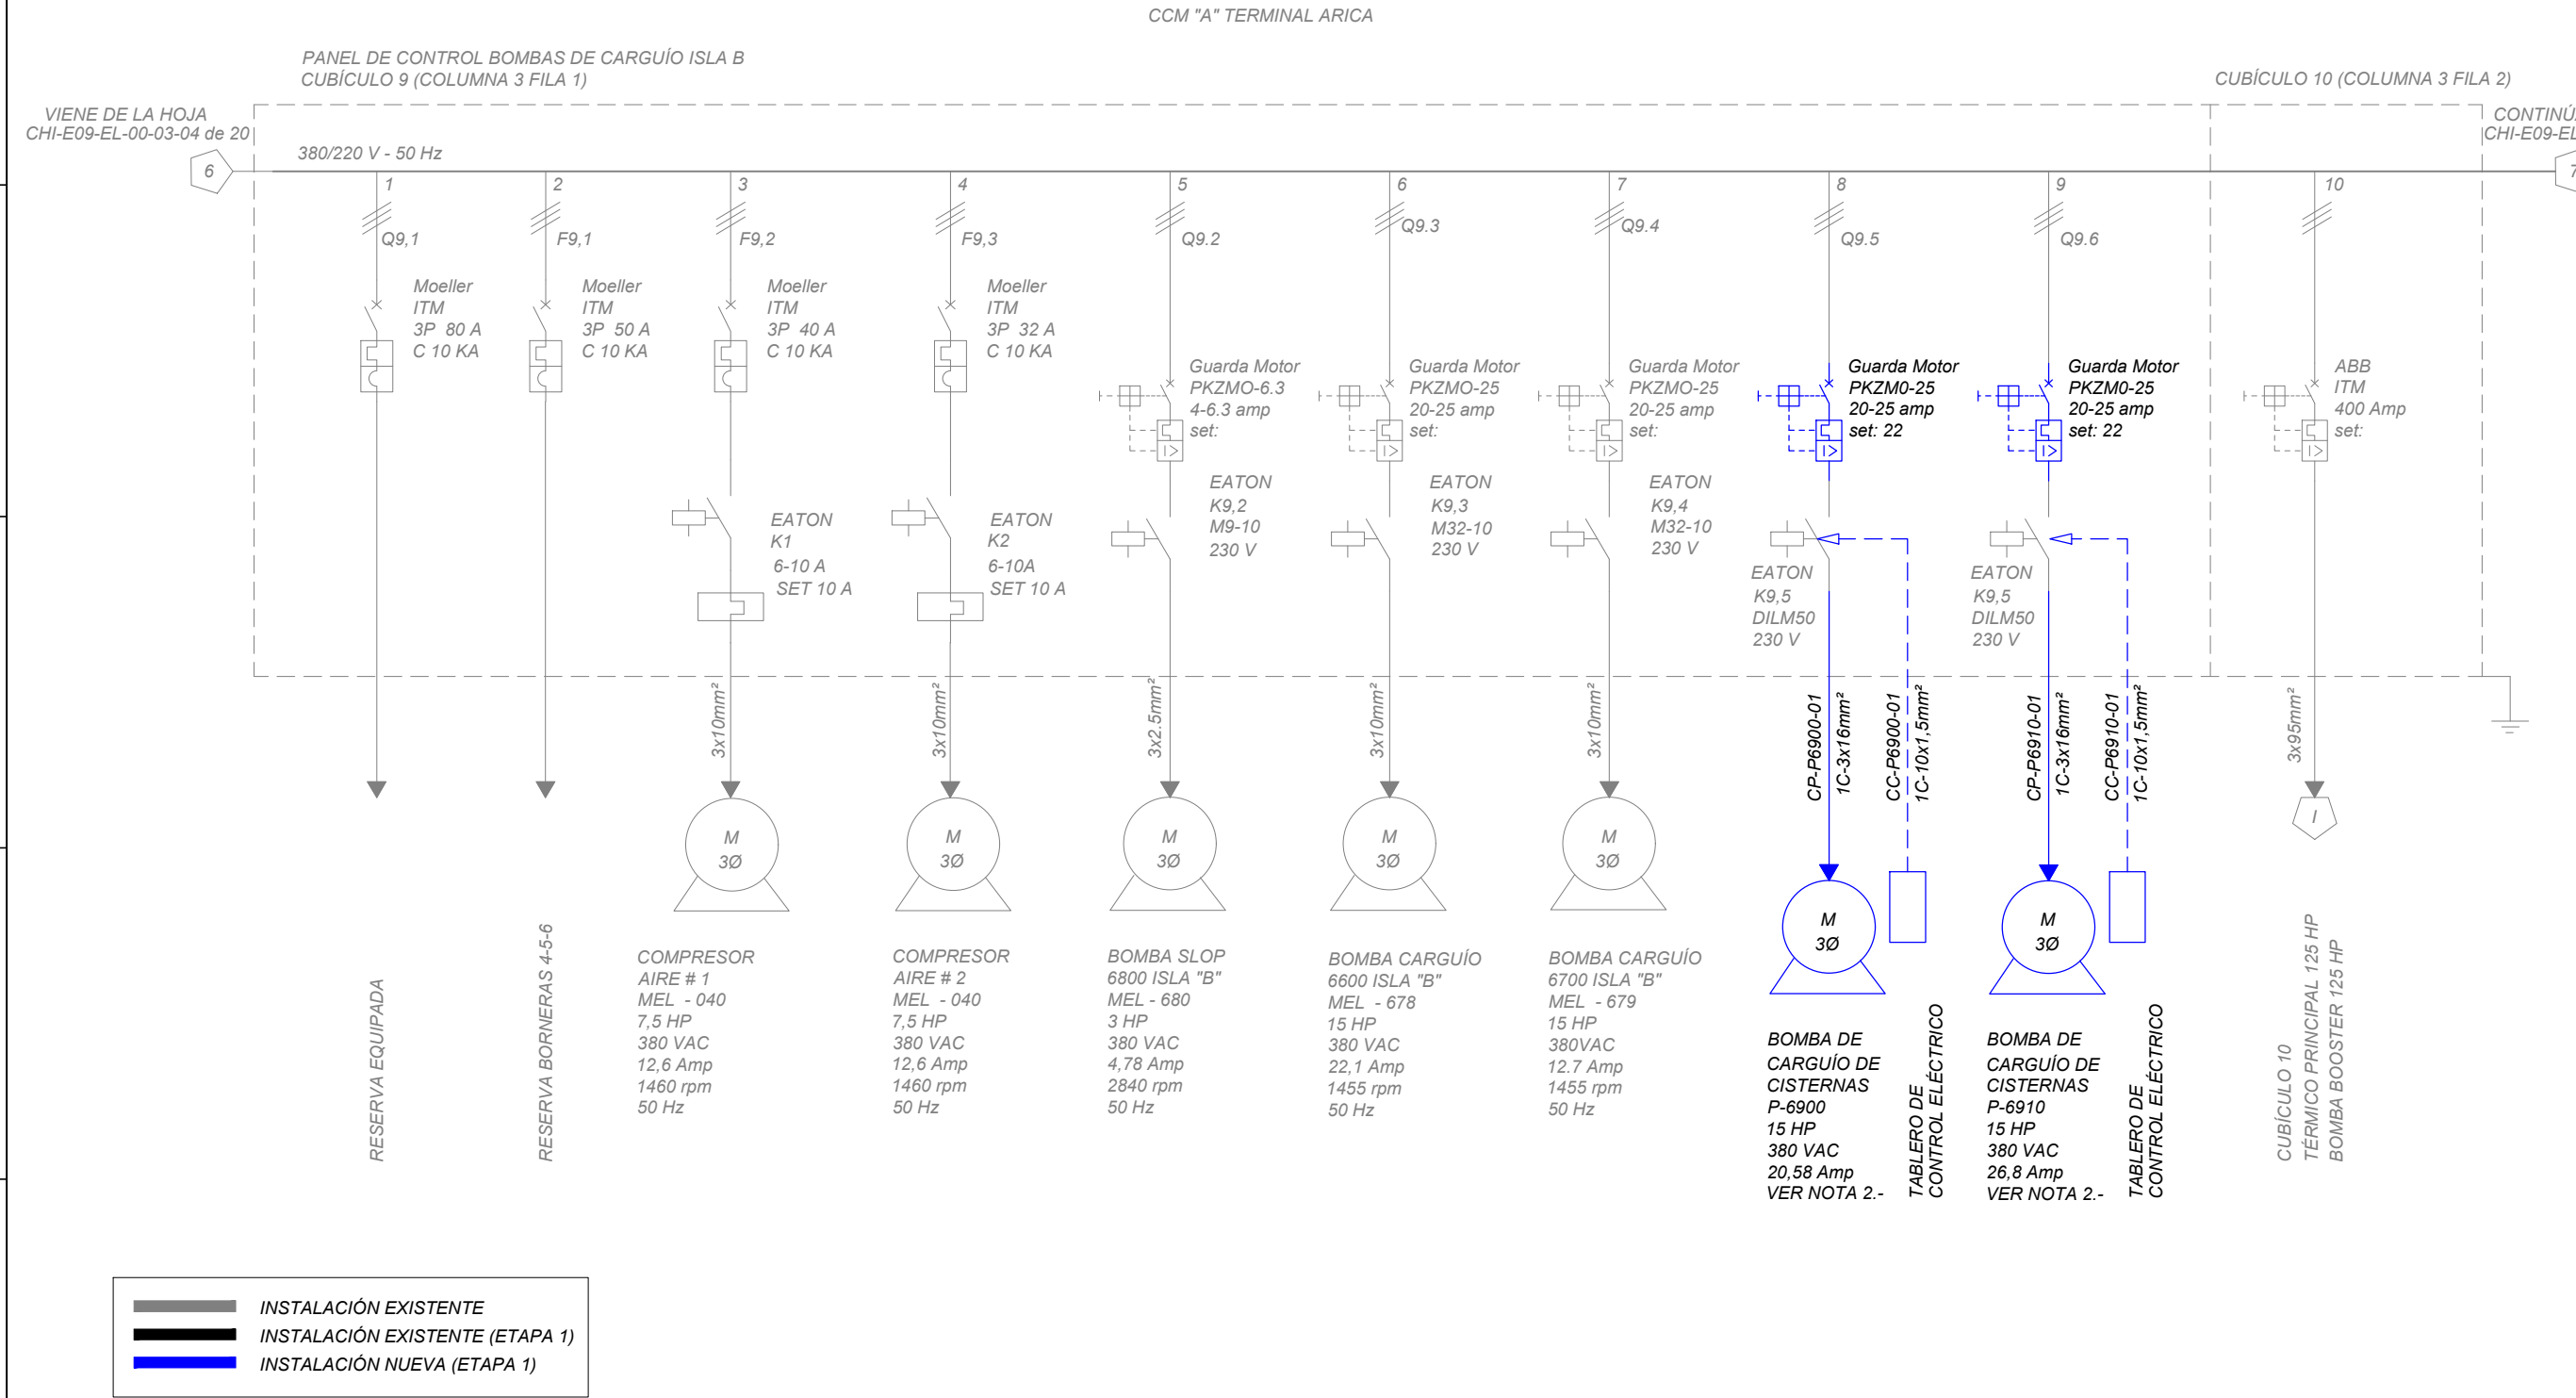 CCM "A" TERMINAL ARICA
PANEL DE CONTROL BOMBAS DE CARGUÍO ISLA B
CUBÍCULO 9 (COLUMNA 3 FILA 1)
CUBÍCULO 10 (COLUMNA 3 FILA 2)
VIENE DE LA HOJA
CHI-E09-EL-00-03-04 de 20
CONTINÚ
CHI-E09-EL
380/220 V - 50 Hz
6
7
1
Q9,1
Moeller
ITM
3P 80 A
C 10 KA
RESERVA EQUIPADA
2
F9,1
Moeller
ITM
3P 50 A
C 10 KA
RESERVA BORNERAS 4-5-6
3
F9,2
Moeller
ITM
3P 40 A
C 10 KA
EATON
K1
6-10 A
SET 10 A
3x10mm²
M
3Ø
COMPRESOR
AIRE # 1
MEL - 040
7,5 HP
380 VAC
12,6 Amp
1460 rpm
50 Hz
4
F9,3
Moeller
ITM
3P 32 A
C 10 KA
EATON
K2
6-10A
SET 10 A
3x10mm²
M
3Ø
COMPRESOR
AIRE # 2
MEL - 040
7,5 HP
380 VAC
12,6 Amp
1460 rpm
50 Hz
5
Q9.2
Guarda Motor
PKZMO-6.3
4-6.3 amp
set:
I>
EATON
K9,2
M9-10
230 V
3x2.5mm²
M
3Ø
BOMBA SLOP
6800 ISLA "B"
MEL - 680
3 HP
380 VAC
4,78 Amp
2840 rpm
50 Hz
6
Q9.3
Guarda Motor
PKZMO-25
20-25 amp
set:
I>
EATON
K9,3
M32-10
230 V
3x10mm²
M
3Ø
BOMBA CARGUÍO
6600 ISLA "B"
MEL - 678
15 HP
380 VAC
22,1 Amp
1455 rpm
50 Hz
7
Q9.4
Guarda Motor
PKZMO-25
20-25 amp
set:
I>
EATON
K9,4
M32-10
230 V
3x10mm²
M
3Ø
BOMBA CARGUÍO
6700 ISLA "B"
MEL - 679
15 HP
380VAC
12.7 Amp
1455 rpm
50 Hz
8
Q9.5
Guarda Motor
PKZM0-25
20-25 amp
set: 22
I>
EATON
K9,5
DILM50
230 V
CP-P6900-01
1C-3x16mm²
CC-P6900-01
1C-10x1,5mm²
M
3Ø
BOMBA DE
CARGUÍO DE
CISTERNAS
P-6900
15 HP
380 VAC
20,58 Amp
VER NOTA 2.-
TABLERO DE
CONTROL ELÉCTRICO
9
Q9.6
Guarda Motor
PKZM0-25
20-25 amp
set: 22
I>
EATON
K9,5
DILM50
230 V
CP-P6910-01
1C-3x16mm²
CC-P6910-01
1C-10x1,5mm²
M
3Ø
BOMBA DE
CARGUÍO DE
CISTERNAS
P-6910
15 HP
380 VAC
26,8 Amp
VER NOTA 2.-
TABLERO DE
CONTROL ELÉCTRICO
10
ABB
ITM
400 Amp
set:
I>
3x95mm²
I
CUBÍCULO 10
TÉRMICO PRINCIPAL 125 HP
BOMBA BOOSTER 125 HP
INSTALACIÓN EXISTENTE
INSTALACIÓN EXISTENTE (ETAPA 1)
INSTALACIÓN NUEVA (ETAPA 1)